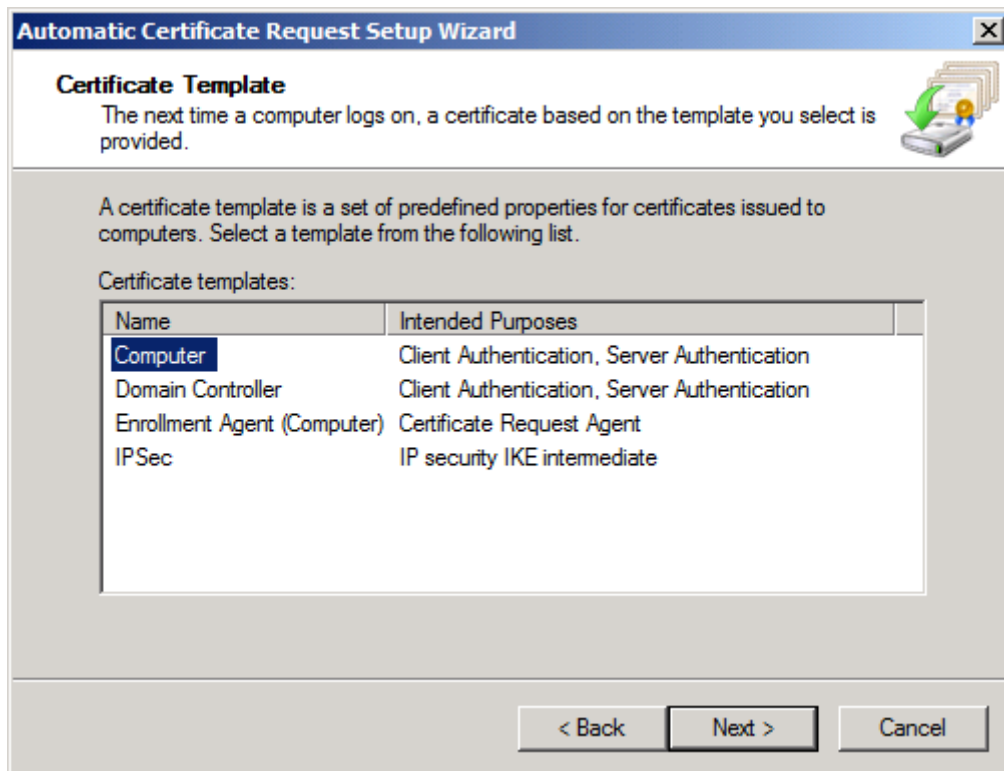 Automatic Certificate Request Setup Wizard
Certificate Template
The next time a computer logs on, a certificate based on the template you select is
provided.
A certificate template is a set of predefined properties for certificates issued to
computers. Select a template from the following list.
Certificate templates:
Name Intended Purposes
Computer Client Authentication, Server Authentication
Domain Controller Client Authentication, Server Authentication
Enrollment Agent (Computer) Certificate Request Agent
IPSec IP security IKE intermediate
< Back Next > Cancel